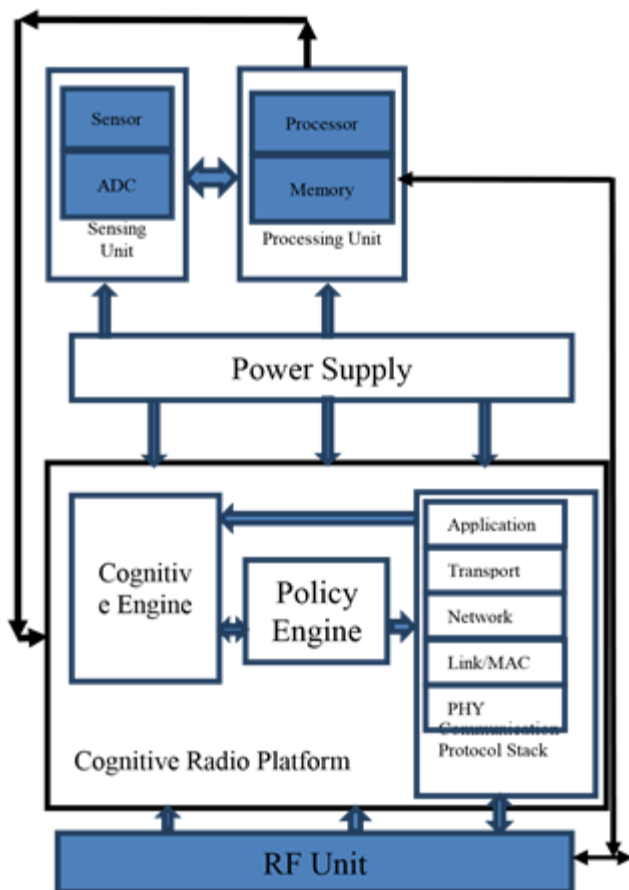 Sensor
ADC
Sensing
Unit
Processor
Memory
Processing Unit
Power Supply
Cognitiv
e Engine
Policy
Engine
Application
Transport
Network
Link/MAC
PHY
Communication
Protocol Stack
Cognitive Radio Platform
RF Unit